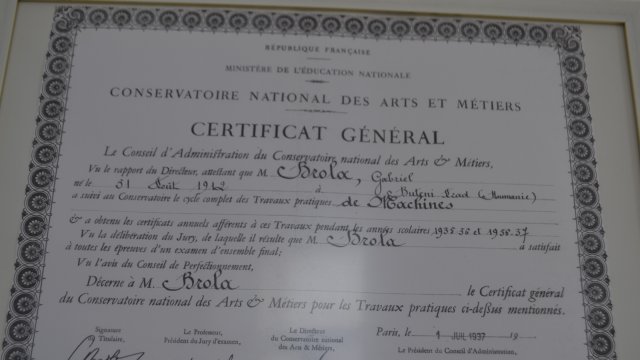 RÉPUBLIQUE FRANÇAISE
MINISTÈRE DE L'ÉDUCATION NATIONALE
CONSERVATOIRE NATIONAL DES ARTS ET MÉTIERS
CERTIFICAT GÉNÉRAL
Le Conseil d'Administration du Conservatoire national des Arts et Métiers,
Vu le rapport du Directeur, attestant que M. Brola, Gabriel
né le 31 Août à (Roumanie)
a suivi au Conservatoire le cycle complet des Travaux pratiques de Machines
& a obtenu les certificats annuels afférents à ces Travaux pendant les années scolaires 1935-36 et 1936-37
Vu la délibération du Jury, de laquelle il résulte que M. Brola a satisfait
à toutes les épreuves d'un examen d'ensemble final;
Vu l'avis du Conseil de Perfectionnement,
Décerne à M. Brola le Certificat général
du Conservatoire national des Arts & Métiers pour les Travaux pratiques ci-dessus mentionnés.
Paris, le JUIL 1937 19
Signature Titulaire,
Le Professeur, Président du Jury d'examen,
Le Directeur du Conservatoire national des Arts & Métiers,
Le Président du Conseil d'Administration,